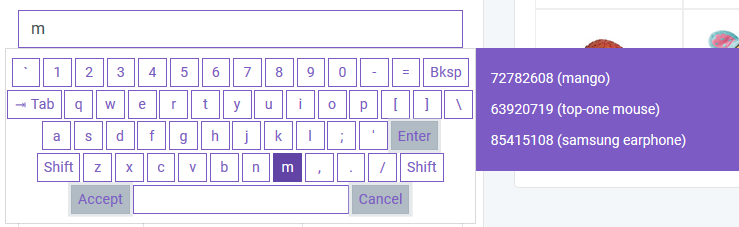 m
` 1 2 3 4 5 6 7 8 9 0 - = Bksp
⇥ Tab q w e r t y u i o p [ ] \
a s d f g h j k l ; ' Enter
Shift z x c v b n m , . / Shift
Accept Cancel
72782608 (mango)
63920719 (top-one mouse)
85415108 (samsung earphone)